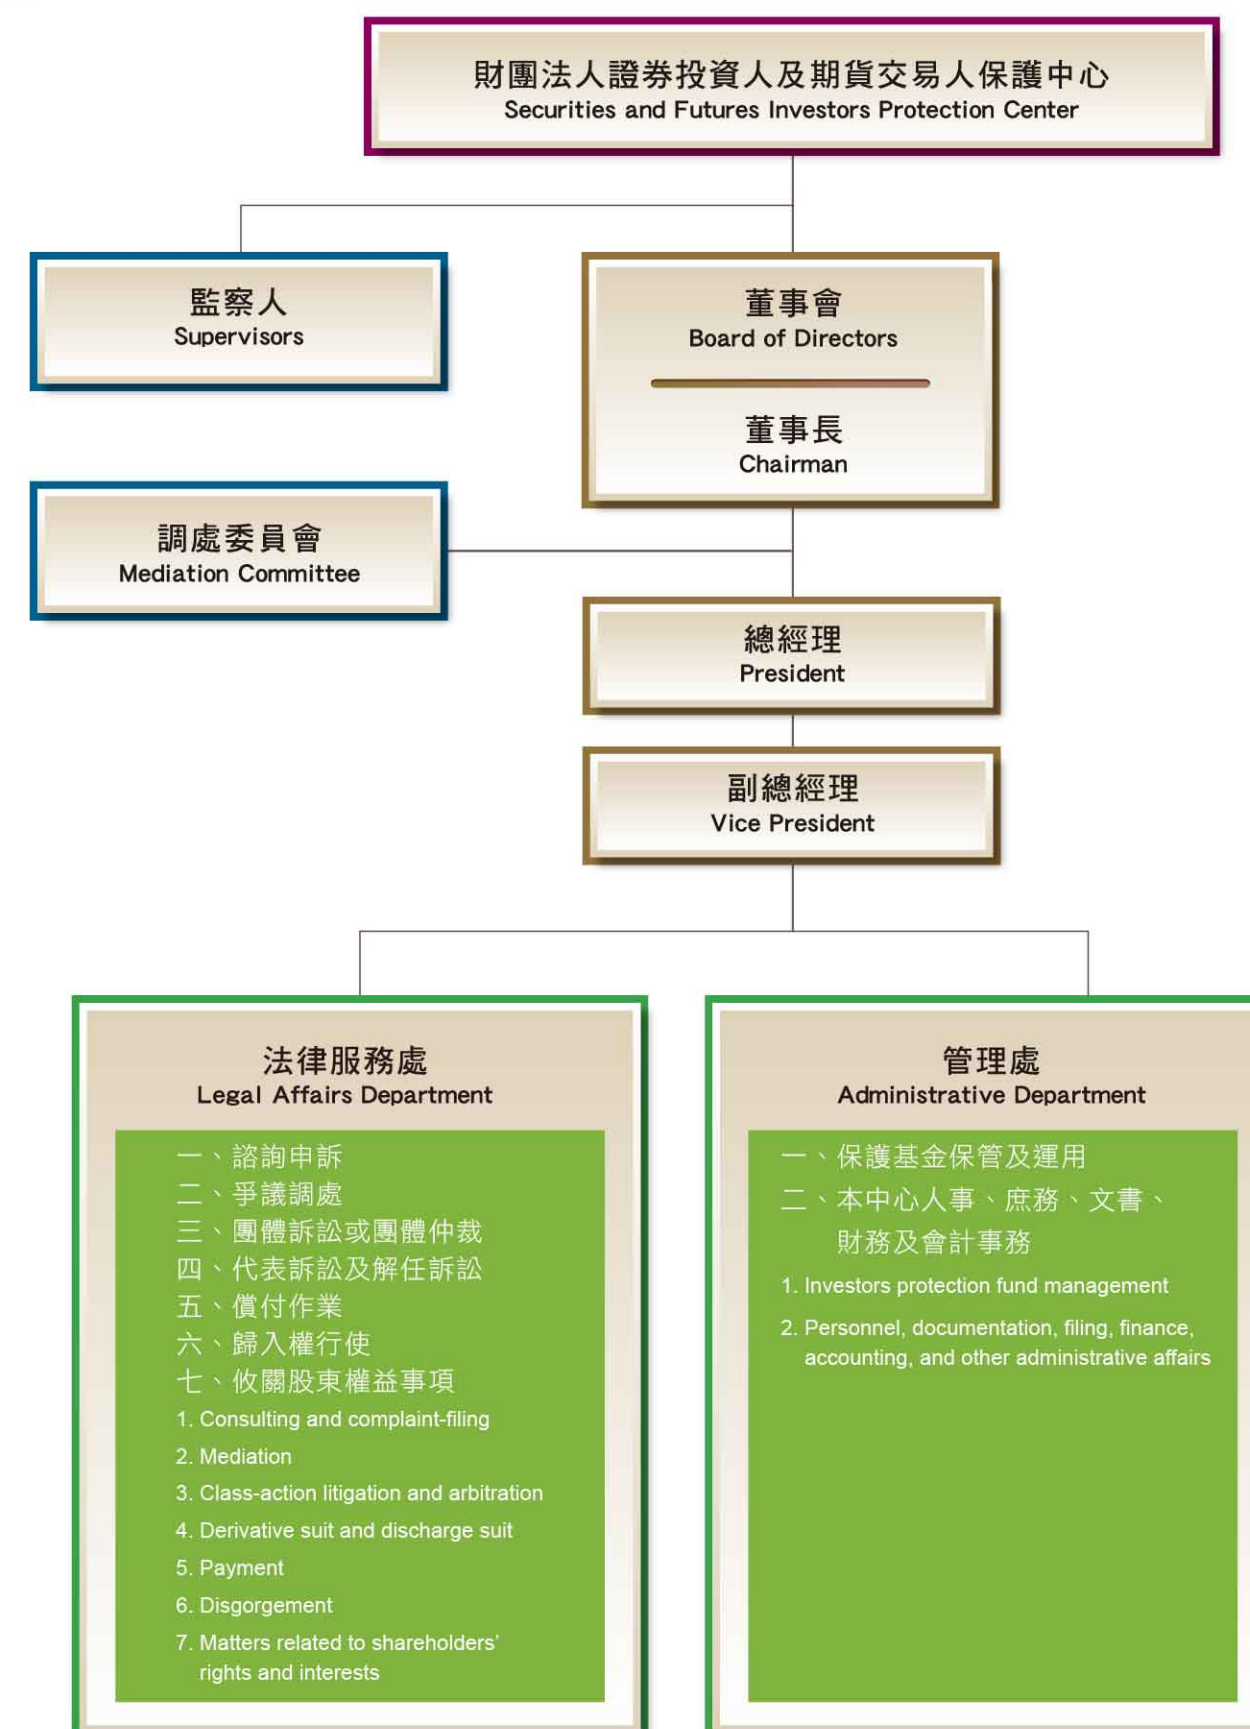 財團法人證券投資人及期貨交易人保護中心
Securities and Futures Investors Protection Center
監察人
Supervisors
董事會
Board of Directors
董事長
Chairman
調處委員會
Mediation Committee
總經理
President
副總經理
Vice President
法律服務處
Legal Affairs Department
一、諮詢申訴
二、爭議調處
三、團體訴訟或團體仲裁
四、代表訴訟及解任訴訟
五、償付作業
六、歸入權行使
七、攸關股東權益事項
1. Consulting and complaint-filing
2. Mediation
3. Class-action litigation and arbitration
4. Derivative suit and discharge suit
5. Payment
6. Disgorgement
7. Matters related to shareholders’
rights and interests
管理處
Administrative Department
一、保護基金保管及運用
二、本中心人事、庶務、文書、
財務及會計事務
1. Investors protection fund management
2. Personnel, documentation, filing, finance,
accounting, and other administrative affairs